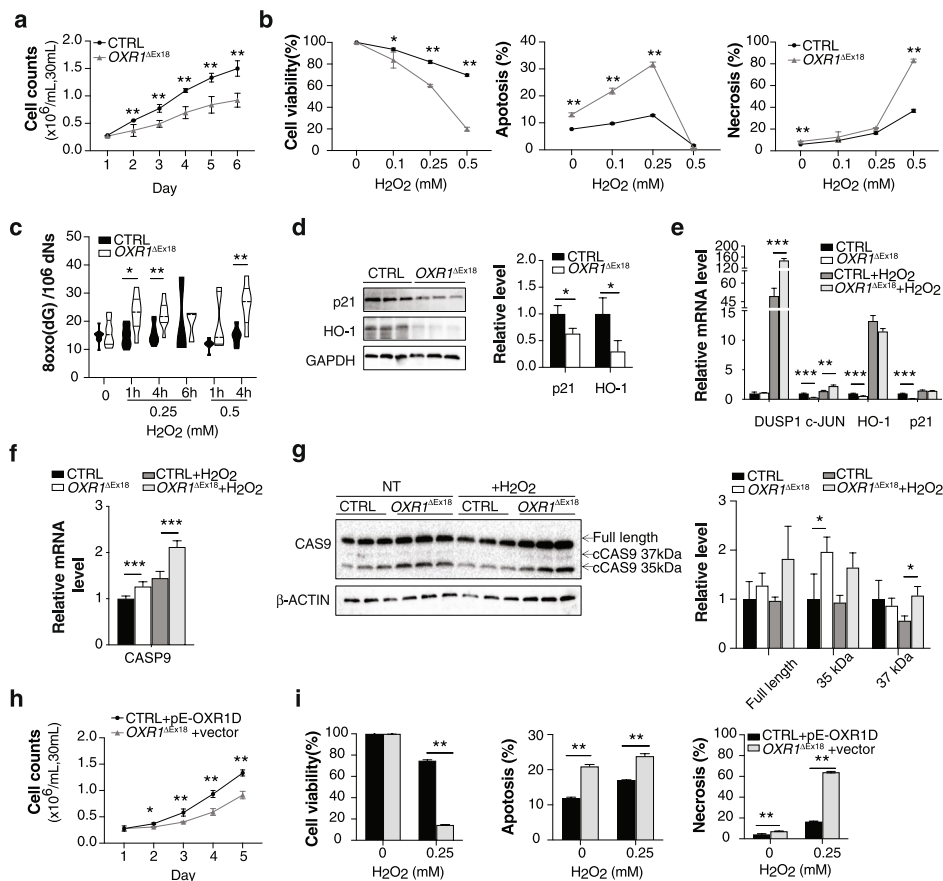 a
CTRL
OXR1ΔEx18
Cell counts
(x10⁶/mL,30mL)
2.0
1.5
1.0
0.5
0.0
** ** ** ** **
1 2 3 4 5 6
Day
b
Cell viability(%)
100
80
60
40
20
0
* ** **
0 0.1 0.25 0.5
H2O2 (mM)
Apotosis (%)
40
30
20
10
0
** ** **
0 0.1 0.25 0.5
H2O2 (mM)
CTRL
OXR1ΔEx18
Necrosis (%)
100
80
60
40
20
0
** **
0 0.1 0.25 0.5
H2O2 (mM)
c
CTRL
OXR1ΔEx18
8oxo(dG) /10⁶ dNs
50
40
30
20
10
0
* ** **
0 1h 4h 6h 1h 4h
0.25 0.5
H2O2 (mM)
d
CTRL OXR1ΔEx18
p21
HO-1
GAPDH
CTRL
OXR1ΔEx18
Relative level
2.0
1.5
1.0
0.5
0.0
* *
p21 HO-1
e
CTRL
OXR1ΔEx18
CTRL+H2O2
OXR1ΔEx18+H2O2
Relative mRNA level
200
160
100
60
45
15
10
5
0
*** *** ** *** ***
DUSP1 c-JUN HO-1 p21
f
CTRL CTRL+H2O2
OXR1ΔEx18 OXR1ΔEx18+H2O2
Relative mRNA
level
3
2
1
0
*** ***
CASP9
g
NT +H2O2
CTRL OXR1ΔEx18 CTRL OXR1ΔEx18
CAS9
Full length
cCAS9 37kDa
cCAS9 35kDa
β-ACTIN
CTRL CTRL
OXR1ΔEx18 OXR1ΔEx18+H2O2
Relative level
3
2
1
0
* *
Full length
35 kDa
37 kDa
h
CTRL+pE-OXR1D
OXR1ΔEx18 +vector
Cell counts
(x10⁶/mL,30mL)
2.0
1.5
1.0
0.5
0.0
* ** ** **
1 2 3 4 5
Day
i
Cell viability(%)
100
80
60
40
20
0
**
0 0.25
H2O2 (mM)
Apotosis (%)
40
30
20
10
0
** **
0 0.25
H2O2 (mM)
CTRL+pE-OXR1D
OXR1ΔEx18 +vector
Necrosis (%)
100
80
60
40
20
0
** **
0 0.25
H2O2 (mM)